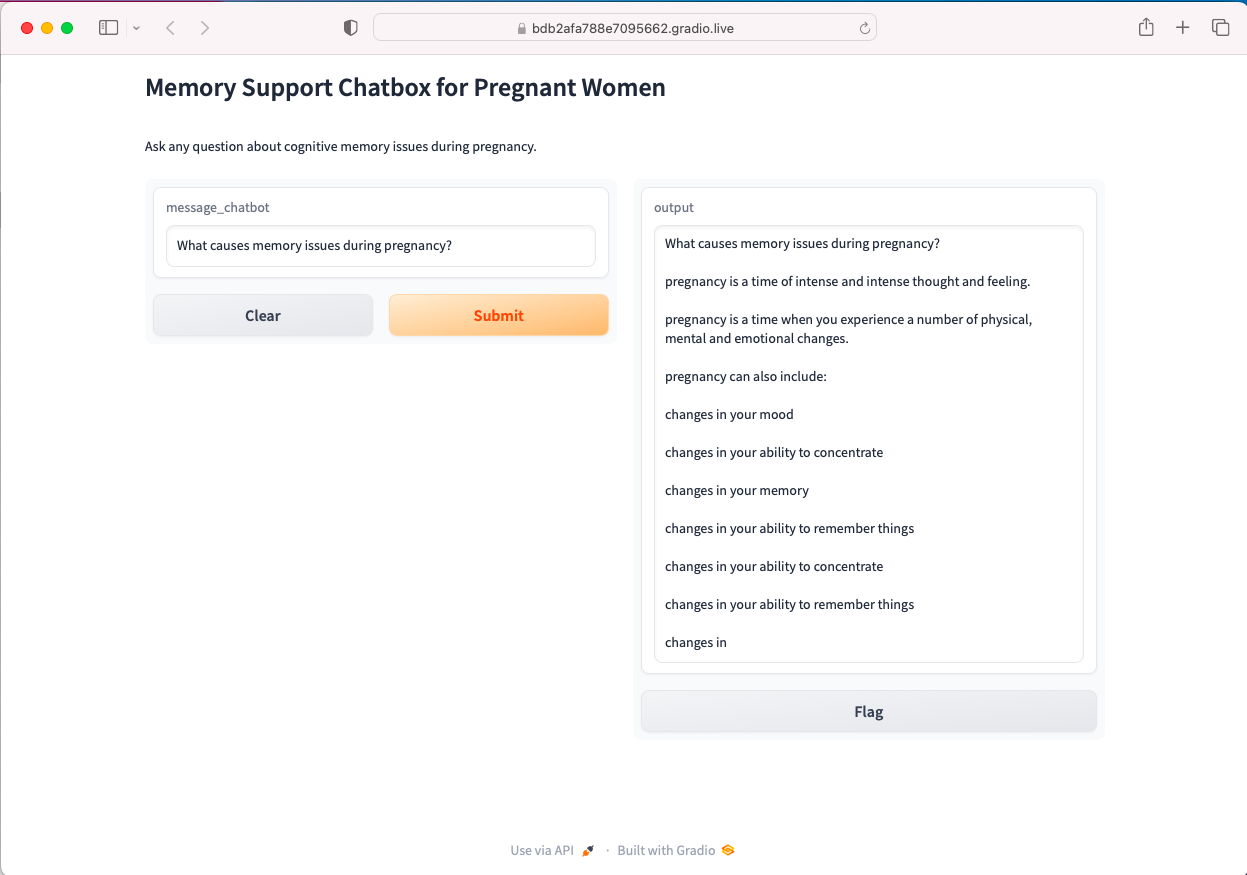 bdb2afa788e7095662.gradio.live
Memory Support Chatbox for Pregnant Women
Ask any question about cognitive memory issues during pregnancy.
message_chatbot
What causes memory issues during pregnancy?
Clear
Submit
output
What causes memory issues during pregnancy?
pregnancy is a time of intense and intense thought and feeling.
pregnancy is a time when you experience a number of physical,
mental and emotional changes.
pregnancy can also include:
changes in your mood
changes in your ability to concentrate
changes in your memory
changes in your ability to remember things
changes in your ability to concentrate
changes in your ability to remember things
changes in
Flag
Use via API · Built with Gradio